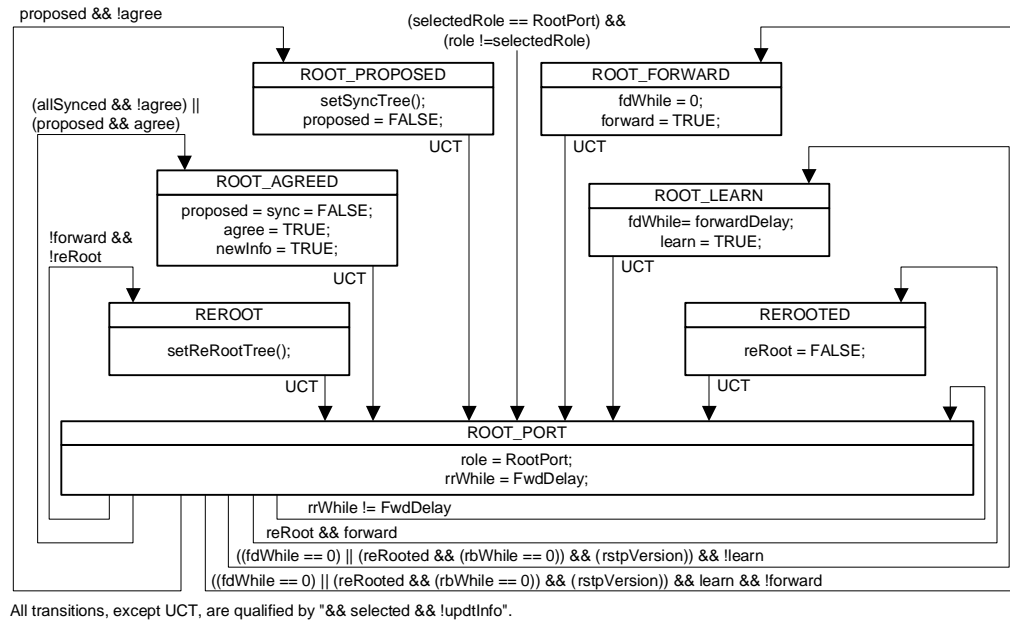 proposed && !agree
(selectedRole == RootPort) &&
(role !=selectedRole)
ROOT_PROPOSED
setSyncTree();
proposed = FALSE;
UCT
ROOT_FORWARD
fdWhile = 0;
forward = TRUE;
UCT
(allSynced && !agree) ||
(proposed && agree)
ROOT_AGREED
proposed = sync = FALSE;
agree = TRUE;
newInfo = TRUE;
UCT
ROOT_LEARN
fdWhile= forwardDelay;
learn = TRUE;
UCT
!forward &&
!reRoot
REROOT
setReRootTree();
UCT
REROOTED
reRoot = FALSE;
UCT
ROOT_PORT
role = RootPort;
rrWhile = FwdDelay;
rrWhile != FwdDelay
reRoot && forward
((fdWhile == 0) || (reRooted && (rbWhile == 0)) && (rstpVersion)) && !learn
((fdWhile == 0) || (reRooted && (rbWhile == 0)) && (rstpVersion)) && learn && !forward
All transitions, except UCT, are qualified by "&& selected && !updtInfo".